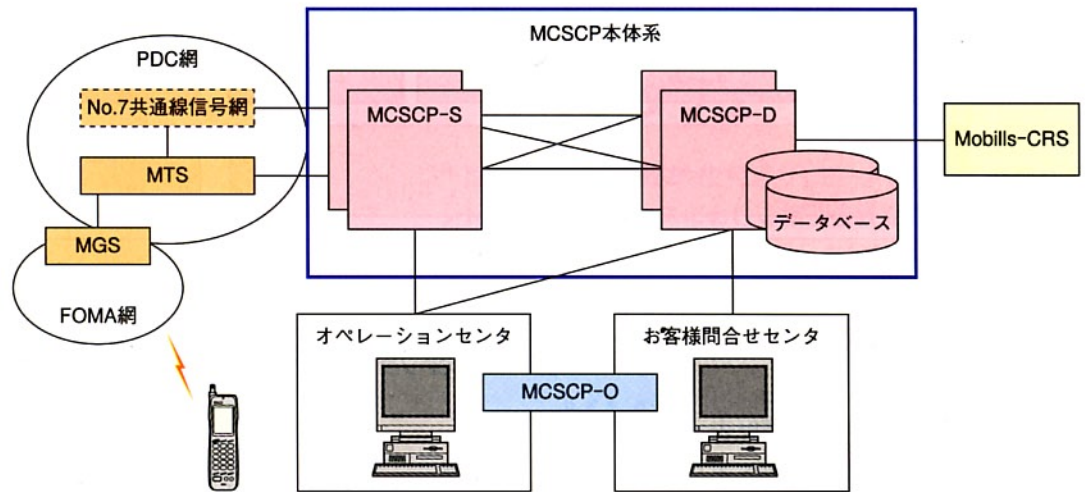 MCSCP本体系
PDC網
No.7共通線信号網
MTS
MGS
FOMA網
MCSCP-S
MCSCP-D
データベース
Mobills-CRS
オペレーションセンタ
お客様問合せセンタ
MCSCP-O